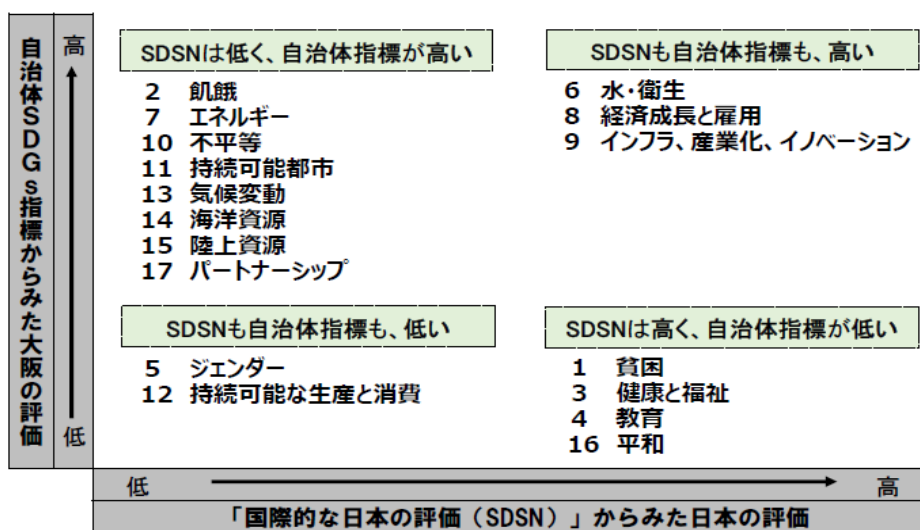 自治体SDGs指標からみた大阪の評価
高
低
SDSNは低く、自治体指標が高い
2 飢餓
7 エネルギー
10 不平等
11 持続可能都市
13 気候変動
14 海洋資源
15 陸上資源
17 パートナーシップ
SDSNも自治体指標も、高い
6 水・衛生
8 経済成長と雇用
9 インフラ、産業化、イノベーション
SDSNも自治体指標も、低い
5 ジェンダー
12 持続可能な生産と消費
SDSNは高く、自治体指標が低い
1 貧困
3 健康と福祉
4 教育
16 平和
低
高
「国際的な日本の評価（SDSN）」からみた日本の評価